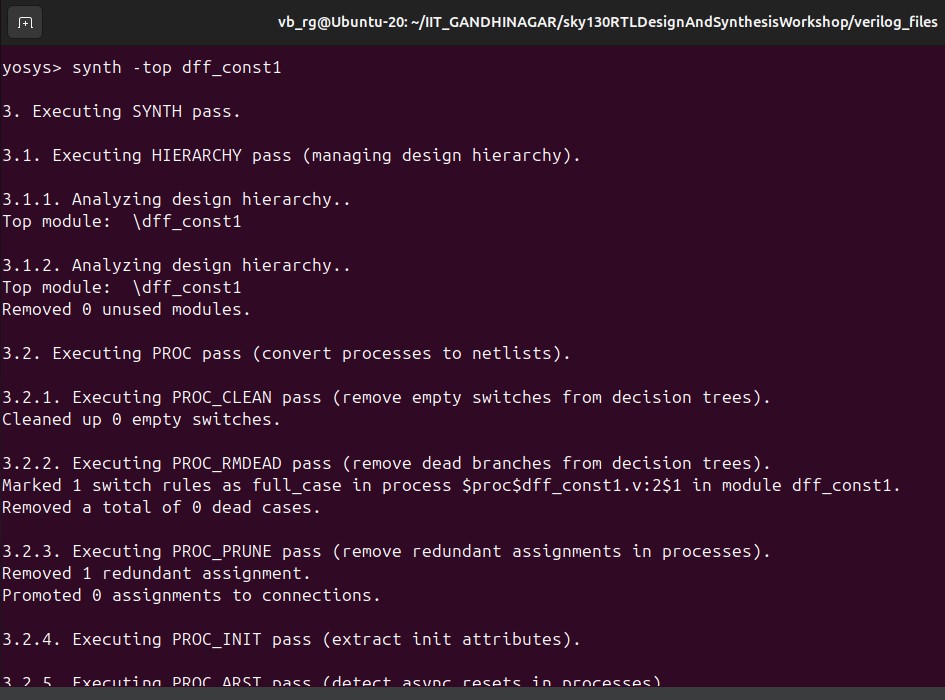 vb_rg@Ubuntu-20: ~/IIT_GANDHINAGAR/sky130RTLDesignAndSynthesisWorkshop/verilog_files
yosys> synth -top dff_const1
3. Executing SYNTH pass.
3.1. Executing HIERARCHY pass (managing design hierarchy).
3.1.1. Analyzing design hierarchy..
Top module:  \dff_const1
3.1.2. Analyzing design hierarchy..
Top module:  \dff_const1
Removed 0 unused modules.
3.2. Executing PROC pass (convert processes to netlists).
3.2.1. Executing PROC_CLEAN pass (remove empty switches from decision trees).
Cleaned up 0 empty switches.
3.2.2. Executing PROC_RMDEAD pass (remove dead branches from decision trees).
Marked 1 switch rules as full_case in process $proc$dff_const1.v:2$1 in module dff_const1.
Removed a total of 0 dead cases.
3.2.3. Executing PROC_PRUNE pass (remove redundant assignments in processes).
Removed 1 redundant assignment.
Promoted 0 assignments to connections.
3.2.4. Executing PROC_INIT pass (extract init attributes).
3.2.5. Executing PROC_ARST pass (detect async resets in processes).